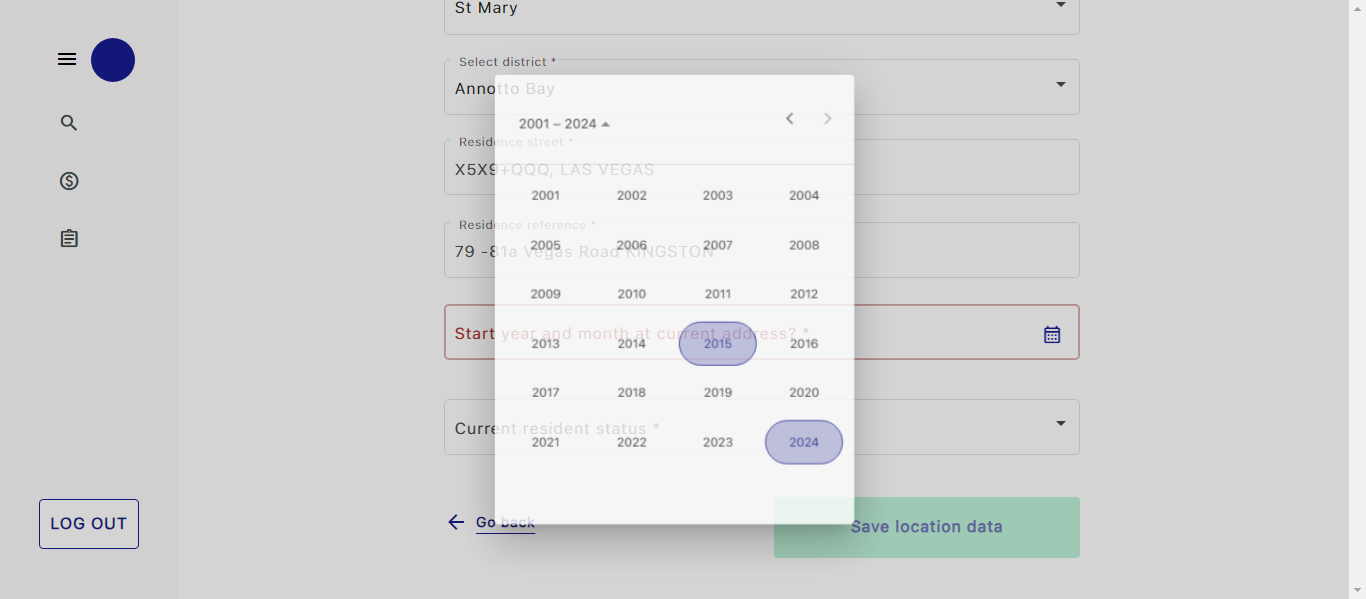 St Mary
Select district *
Annotto Bay
2001 – 2024
Residence street *
X5X9+QQQ, LAS VEGAS
2001 2002 2003 2004
Residence reference *
79 -81a Vegas Road KINGSTON
2005 2006 2007 2008
2009 2010 2011 2012
Start year and month at current address? *
2013 2014 2015 2016
2017 2018 2019 2020
Current resident status *
2021 2022 2023 2024
LOG OUT
Go back
Save location data